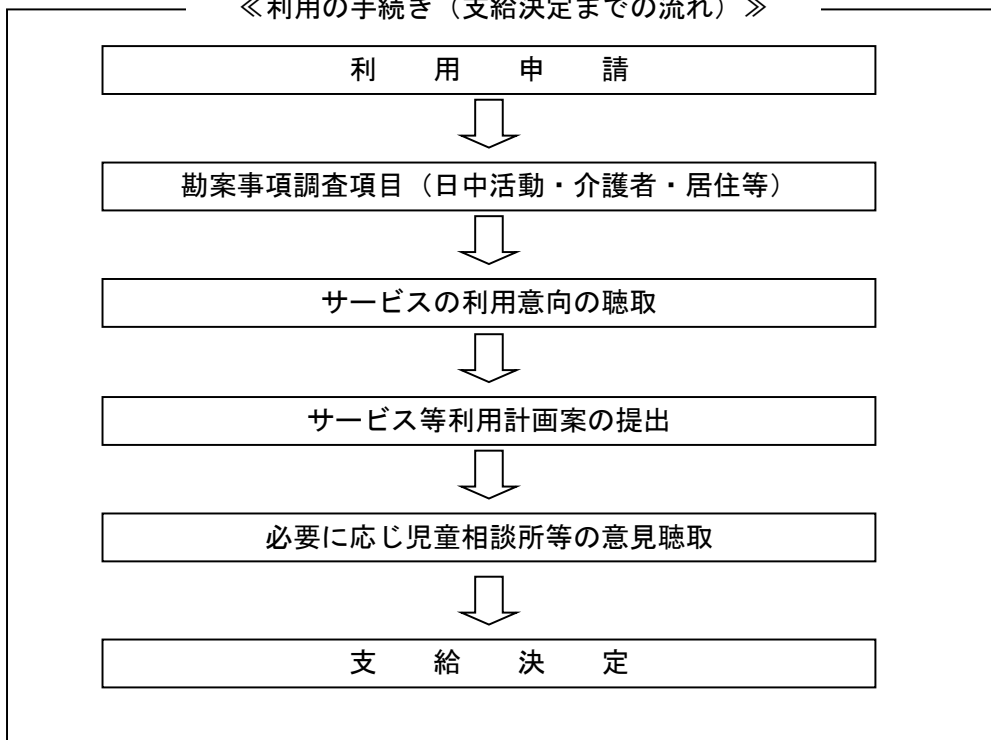 ≪利用の手続き（支給決定までの流れ）≫
利　用　申　請
勘案事項調査項目（日中活動・介護者・居住等）
サービスの利用意向の聴取
サービス等利用計画案の提出
必要に応じ児童相談所等の意見聴取
支　給　決　定